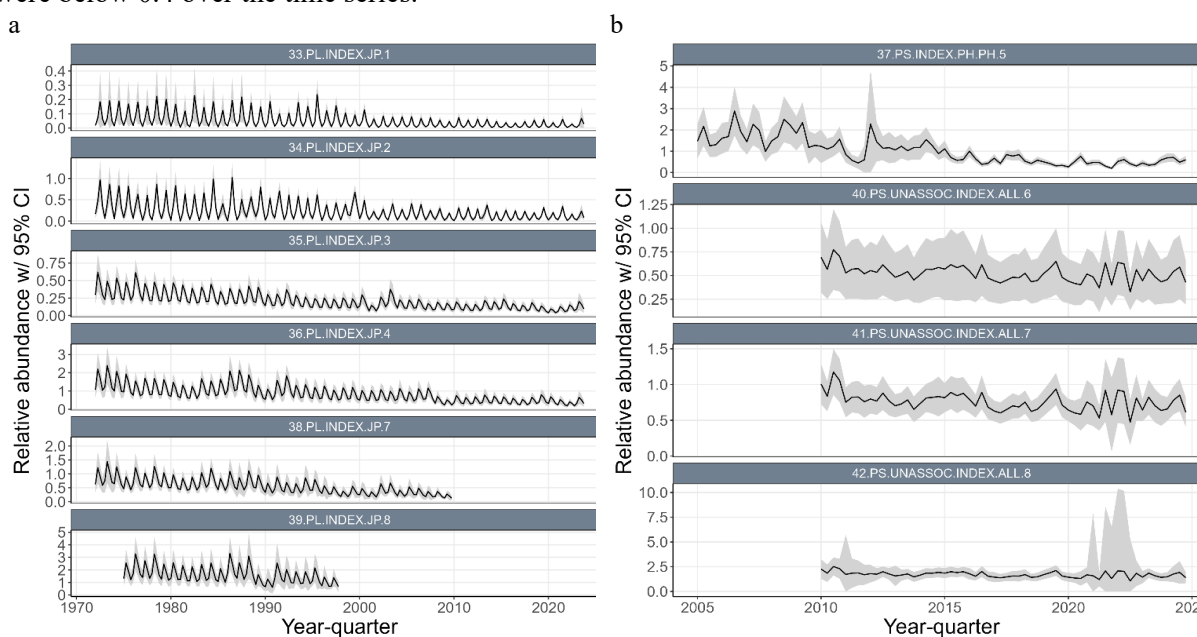 were below 0.4 over the time series.
a
b
33.PL.INDEX.JP.1
0.4
0.3
0.2
0.1
0.0
34.PL.INDEX.JP.2
1.0
0.5
0.0
35.PL.INDEX.JP.3
0.75
0.50
0.25
0.00
36.PL.INDEX.JP.4
3
2
1
0
38.PL.INDEX.JP.7
2.0
1.5
1.0
0.5
0.0
39.PL.INDEX.JP.8
5
4
3
2
1
0
1970 1980 1990 2000 2010 2020
Year-quarter
Relative abundance w/ 95% CI
37.PS.INDEX.PH.PH.5
5
4
3
2
1
0
40.PS.UNASSOC.INDEX.ALL.6
1.25
1.00
0.75
0.50
0.25
41.PS.UNASSOC.INDEX.ALL.7
1.5
1.0
0.5
0.0
42.PS.UNASSOC.INDEX.ALL.8
10.0
7.5
5.0
2.5
0.0
2005 2010 2015 2020
Year-quarter
Relative abundance w/ 95% CI